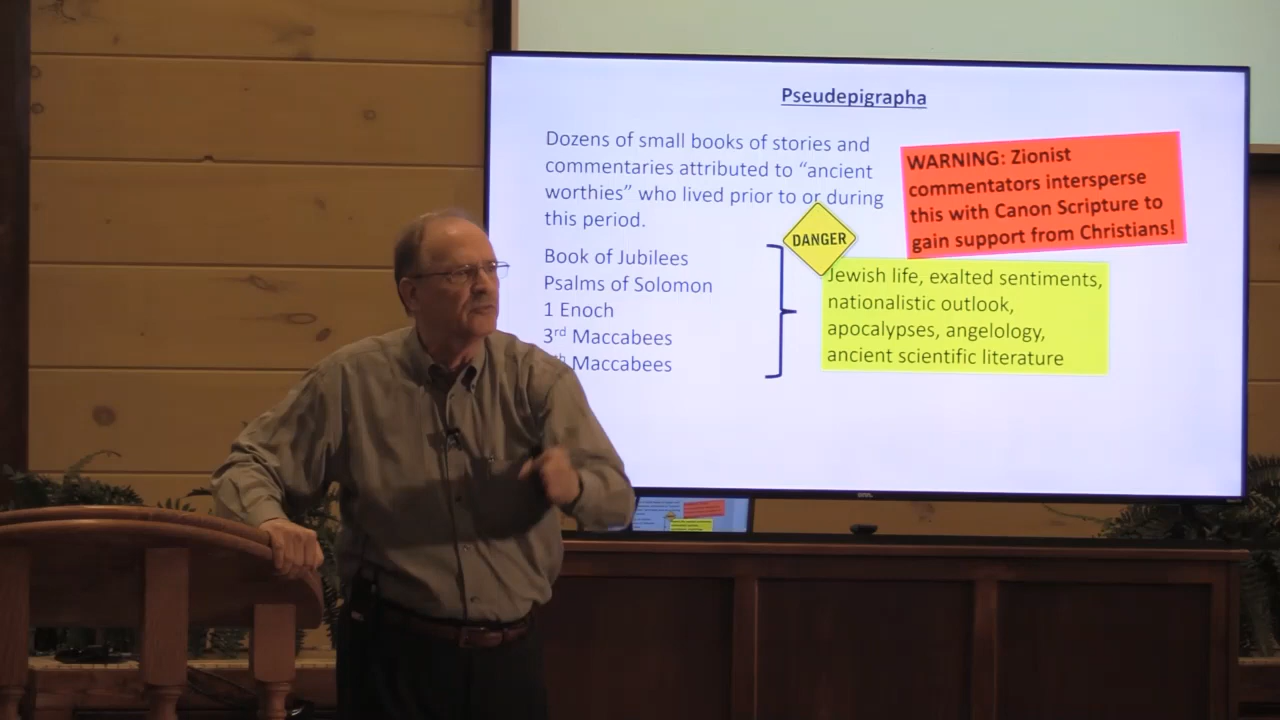 Pseudepigrapha
Dozens of small books of stories and
commentaries attributed to “ancient
worthies” who lived prior to or during
this period.
Book of Jubilees
Psalms of Solomon
1 Enoch
3rd Maccabees
Maccabees
DANGER
WARNING: Zionist
commentators intersperse
this with Canon Scripture to
gain support from Christians!
Jewish life, exalted sentiments,
nationalistic outlook,
apocalypses, angelology,
ancient scientific literature